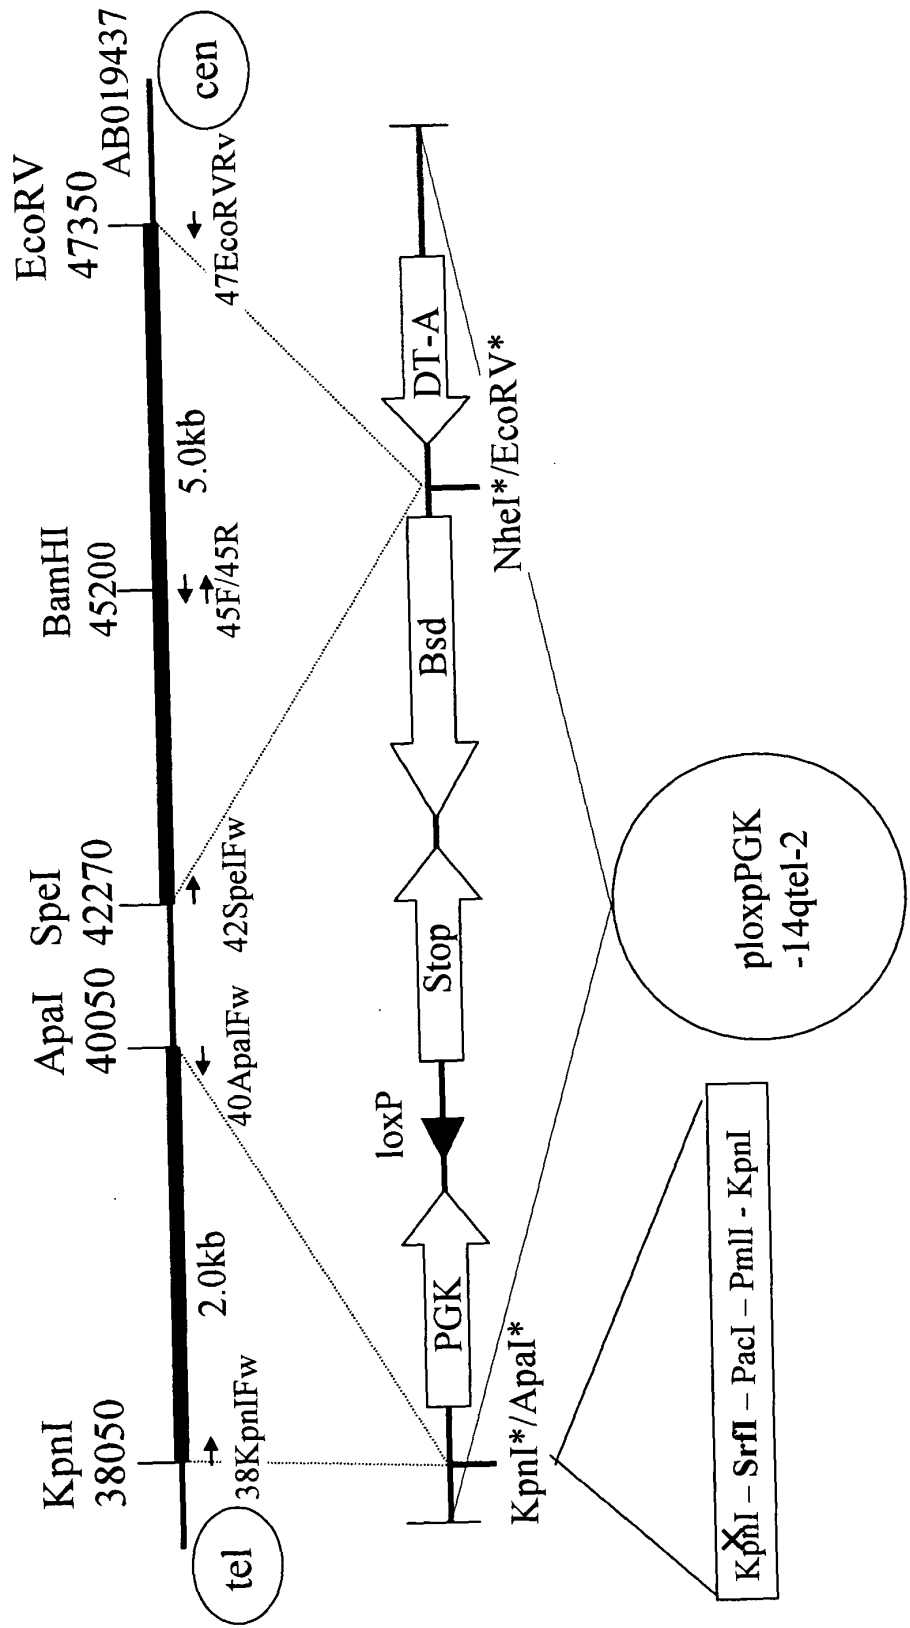 KpnI
38050
ApaI
40050
SpeI
42270
BamHI
45200
EcoRV
47350
AB019437
tel
2.0kb
5.0kb
cen
38KpnIFw
40ApaIFw
42SpeIFw
45F/45R
47EcoRVRv
loxP
PGK
Stop
Bsd
DT-A
KpnI*/ApaI*
NheI*/EcoRV*
KpnI – SrfI – PacI – PmlI - KpnI
ploxpPGK
-14qtel-2